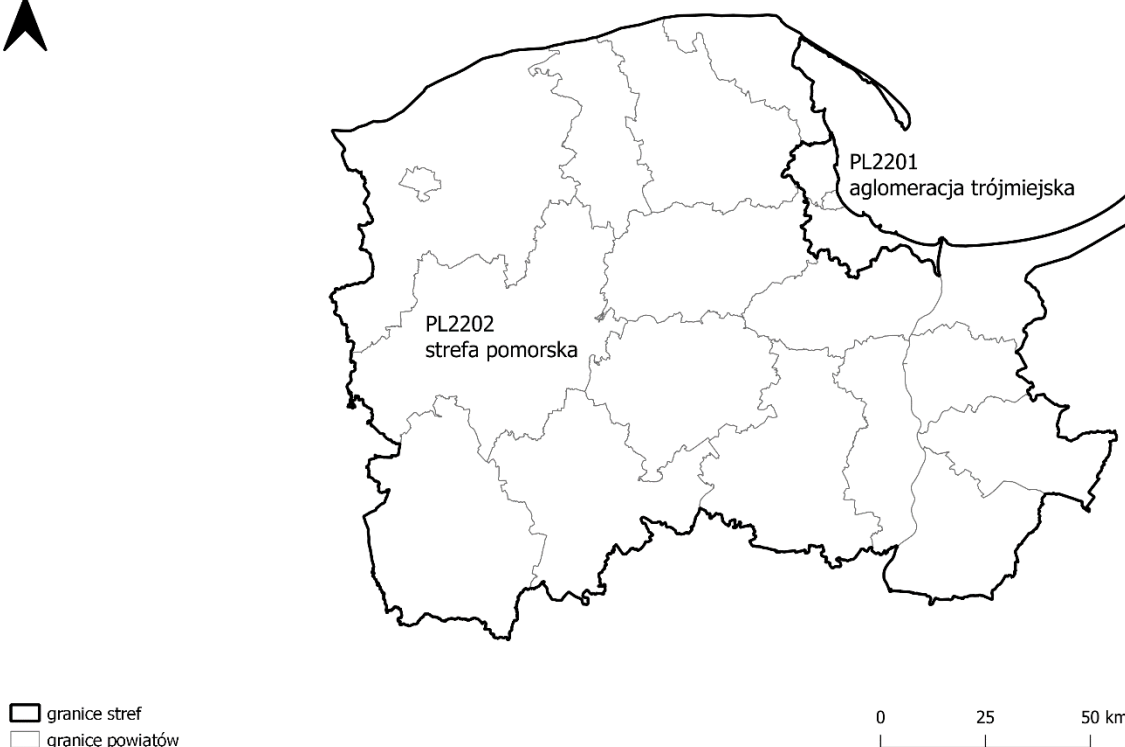 PL2201
aglomeracja trójmiejska
PL2202
strefa pomorska
granice stref
granice powiatów
0 25 50 km